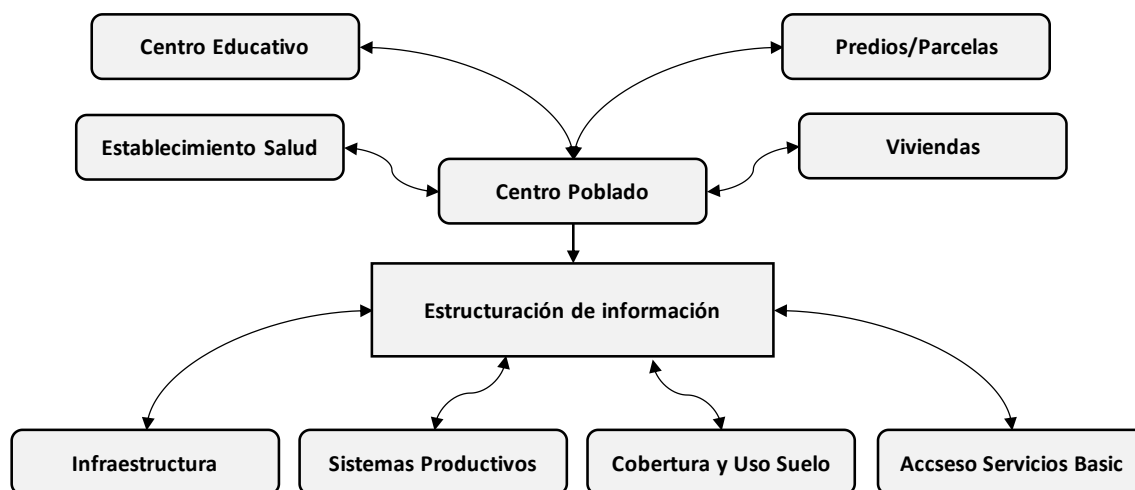 Centro Educativo
Predios/Parcelas
Establecimiento Salud
Viviendas
Centro Poblado
Estructuración de información
Infraestructura
Sistemas Productivos
Cobertura y Uso Suelo
Accseso Servicios Basic